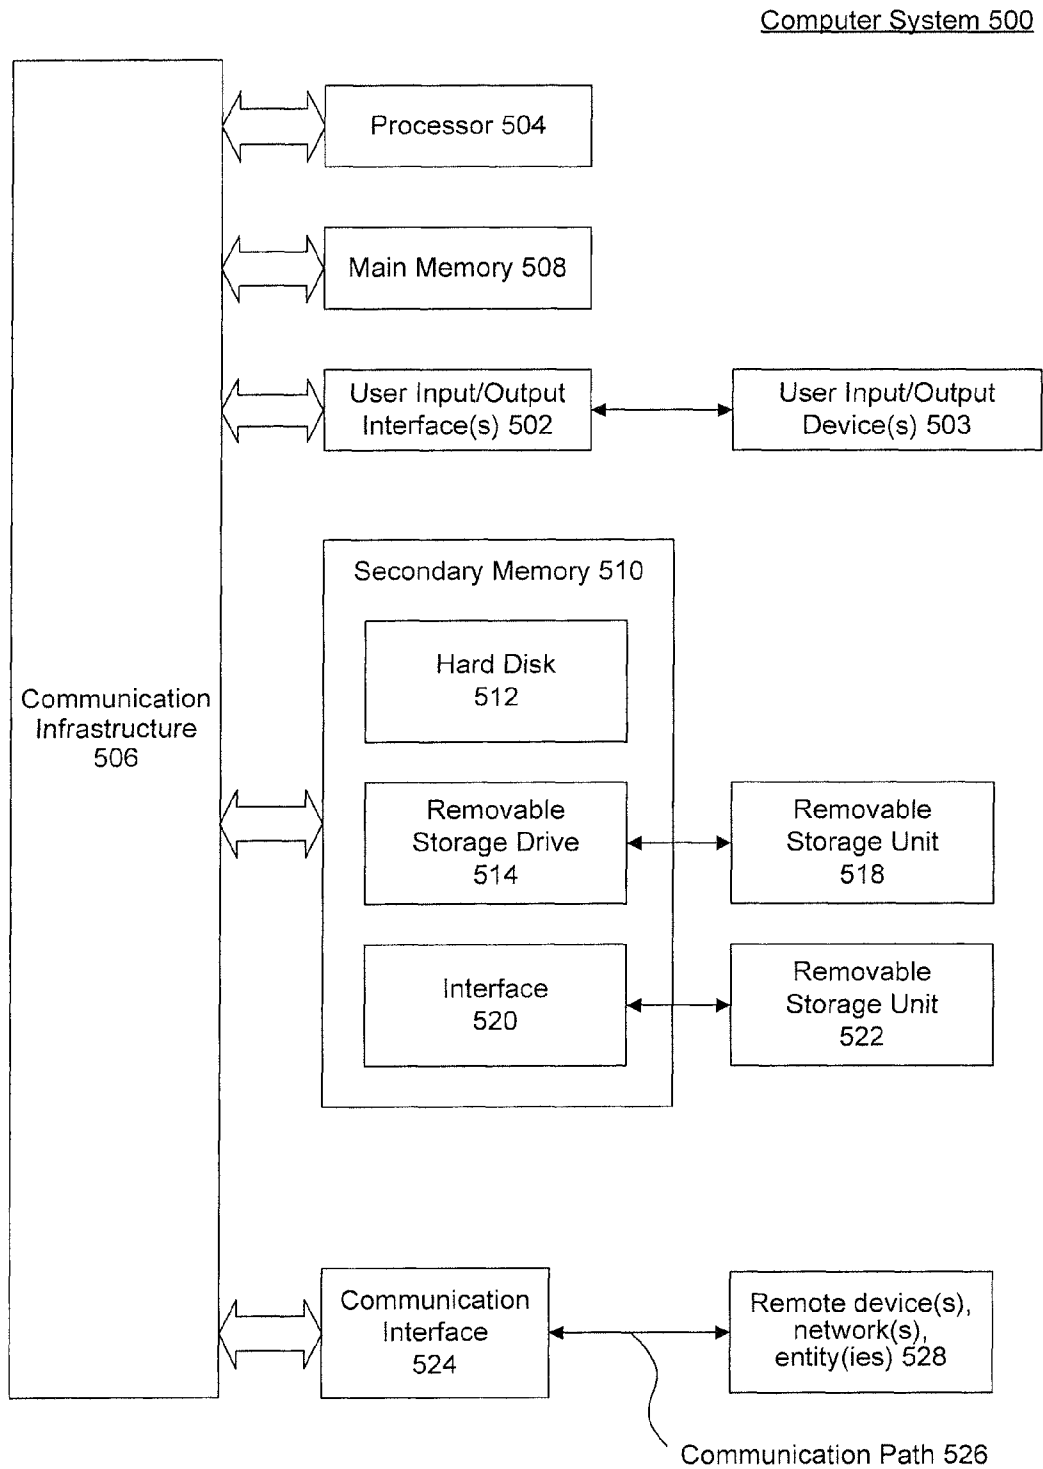 Computer System 500
Processor 504
Main Memory 508
User Input/Output
Interface(s) 502
User Input/Output
Device(s) 503
Secondary Memory 510
Hard Disk
512
Communication
Infrastructure
506
Removable
Storage Drive
514
Removable
Storage Unit
518
Interface
520
Removable
Storage Unit
522
Communication
Interface
524
Remote device(s),
network(s),
entity(ies) 528
Communication Path 526